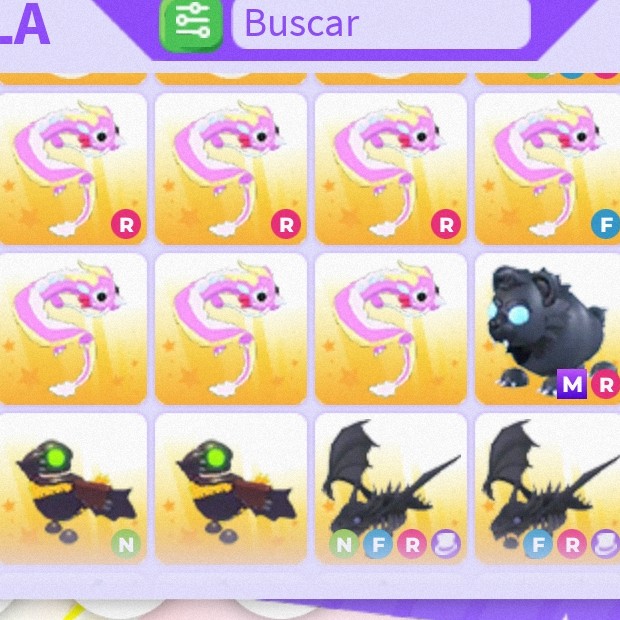 LA
Buscar
R R R F
M R
N N F R F R